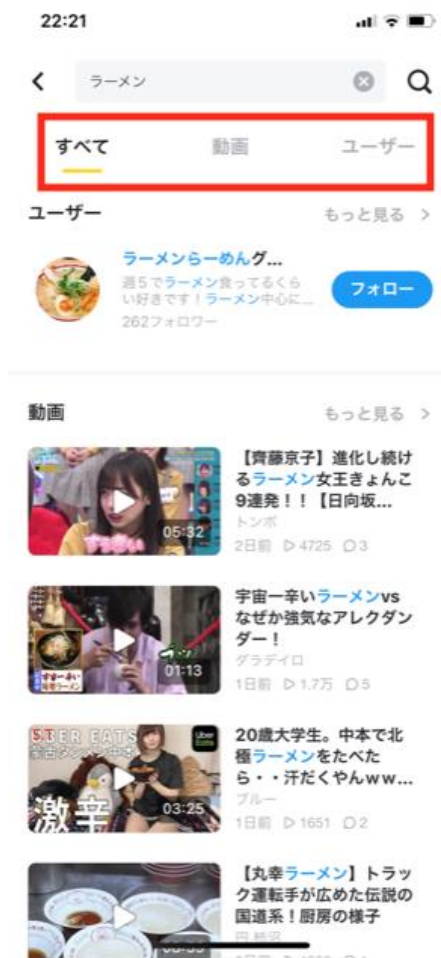 22:21
ラーメン
すべて
動画
ユーザー
ユーザー
もっと見る >
ラーメンらーめんグ...
週5でラーメン食ってるくら
い好きです！ラーメン中心に...
262フォロワー
フォロー
動画
もっと見る >
【齊藤京子】進化し続け
るラーメン女王きょんこ
9連発！！【日向坂...
トンボ
2日前 4725 3
05:32
宇宙一辛いラーメンvs
なぜか強気なアレクダン
ダー！
グラデイロ
1日前 1.7万 5
01:13
20歳大学生。中本で北
極ラーメンをたべた
ら・・汗だくやんｗｗ...
ブルー
1日前 1651 2
Uber
Eats
激辛
03:25
【丸幸ラーメン】トラッ
ク運転手が広めた伝説の
国道系！厨房の様子